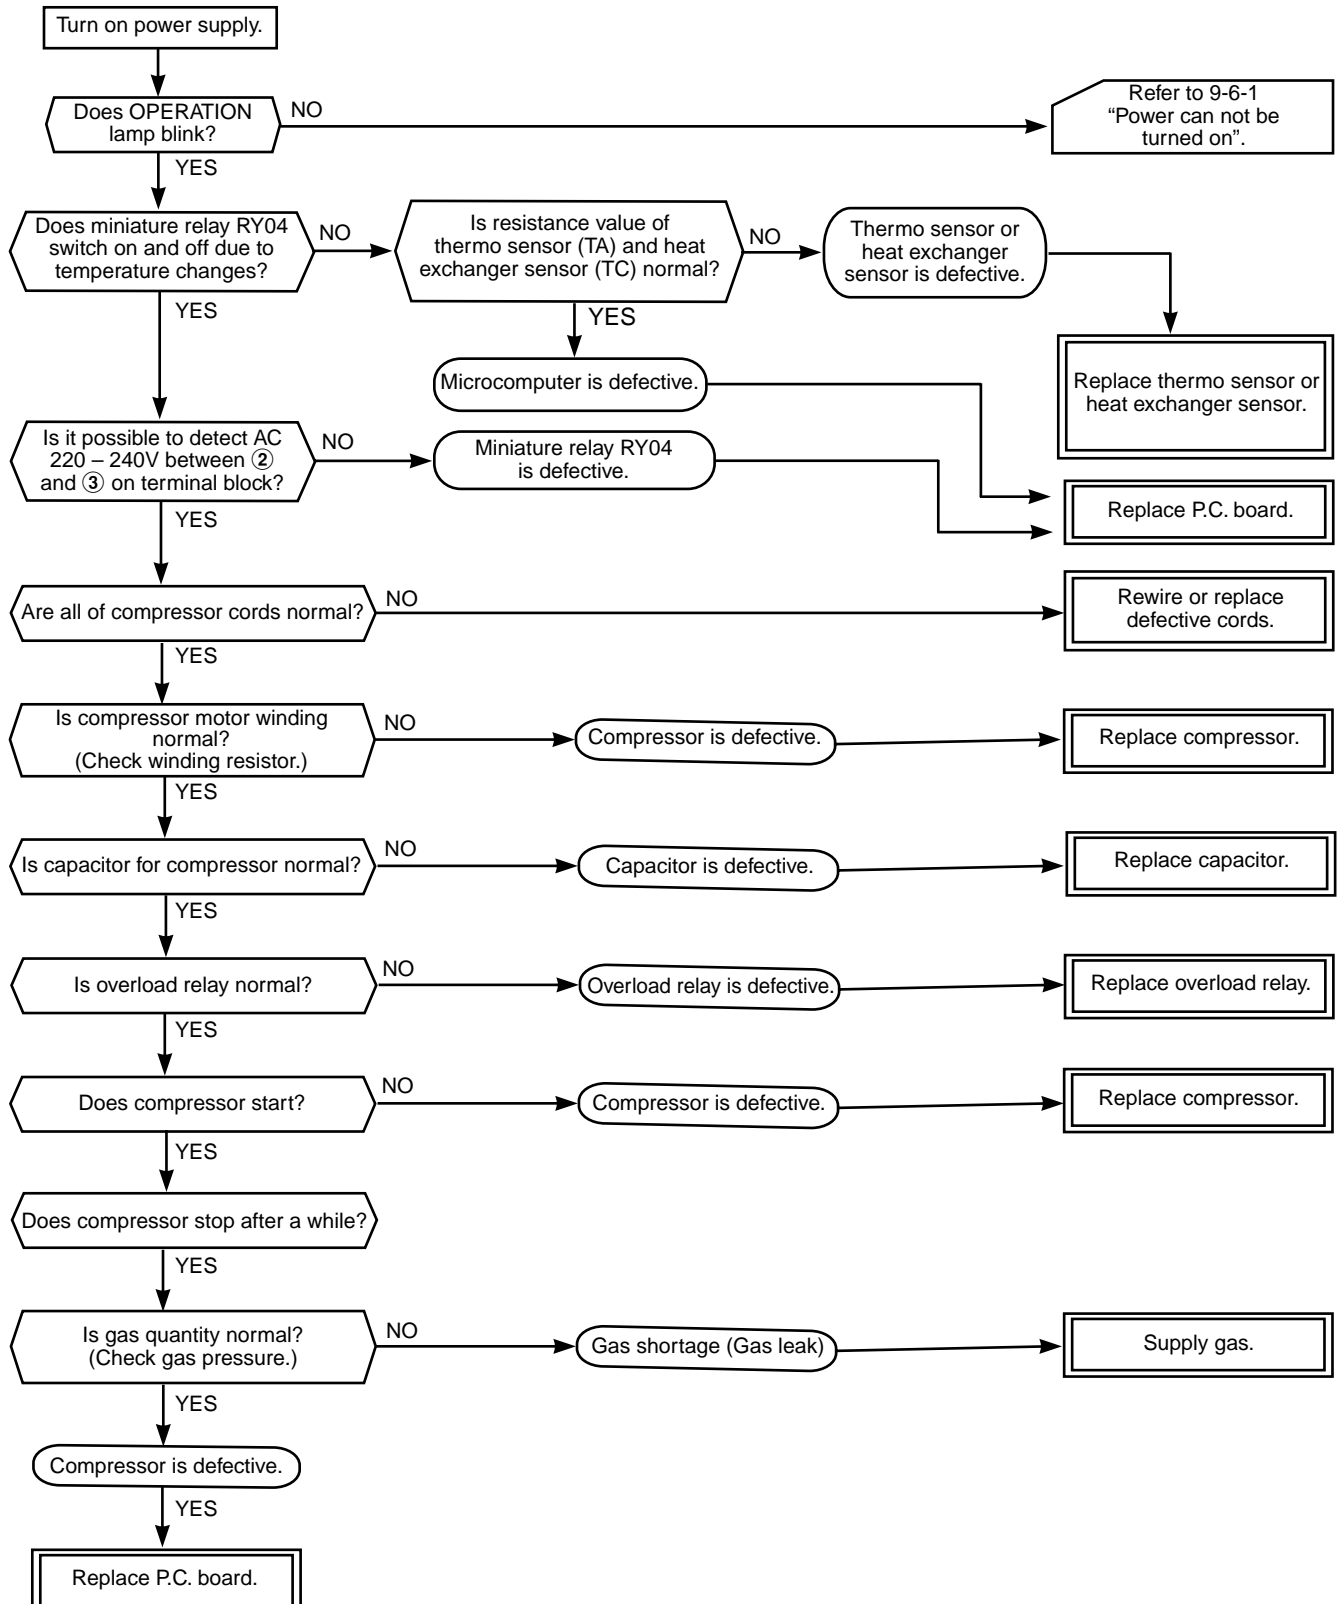 Turn on power supply.
Does OPERATION
lamp blink?
NO
Refer to 9-6-1
“Power can not be
turned on”.
YES
Does miniature relay RY04
switch on and off due to
temperature changes?
NO
Is resistance value of
thermo sensor (TA) and heat
exchanger sensor (TC) normal?
NO
Thermo sensor or
heat exchanger
sensor is defective.
YES
YES
Replace thermo sensor or
heat exchanger sensor.
Microcomputer is defective.
Is it possible to detect AC
220 – 240V between ②
and ③ on terminal block?
NO
Miniature relay RY04
is defective.
Replace P.C. board.
YES
Are all of compressor cords normal?
NO
Rewire or replace
defective cords.
YES
Is compressor motor winding
normal?
(Check winding resistor.)
NO
Compressor is defective.
Replace compressor.
YES
Is capacitor for compressor normal?
NO
Capacitor is defective.
Replace capacitor.
YES
Is overload relay normal?
NO
Overload relay is defective.
Replace overload relay.
YES
Does compressor start?
NO
Compressor is defective.
Replace compressor.
YES
Does compressor stop after a while?
YES
Is gas quantity normal?
(Check gas pressure.)
NO
Gas shortage (Gas leak)
Supply gas.
YES
Compressor is defective.
YES
Replace P.C. board.